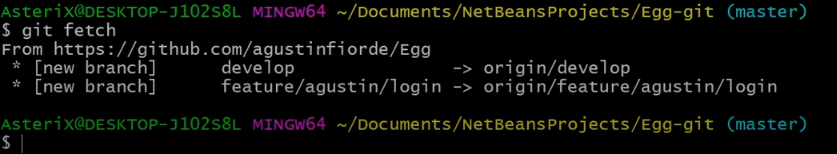 AsteriX@DESKTOP-J1O2S8L MINGW64 ~/Documents/NetBeansProjects/Egg-git (master)
$ git fetch
From https://github.com/agustinfiorde/Egg
 * [new branch]      develop               -> origin/develop
 * [new branch]      feature/agustin/login -> origin/feature/agustin/login
AsteriX@DESKTOP-J1O2S8L MINGW64 ~/Documents/NetBeansProjects/Egg-git (master)
$